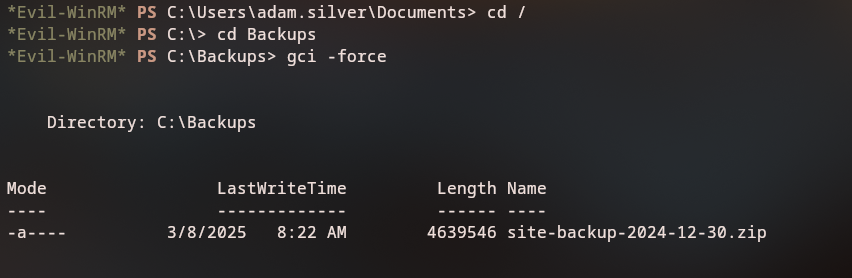 *Evil-WinRM* PS C:\Users\adam.silver\Documents> cd /
*Evil-WinRM* PS C:\> cd Backups
*Evil-WinRM* PS C:\Backups> gci -force
Directory: C:\Backups
Mode LastWriteTime Length Name
---- ------------- ------ ----
-a---- 3/8/2025 8:22 AM 4639546 site-backup-2024-12-30.zip